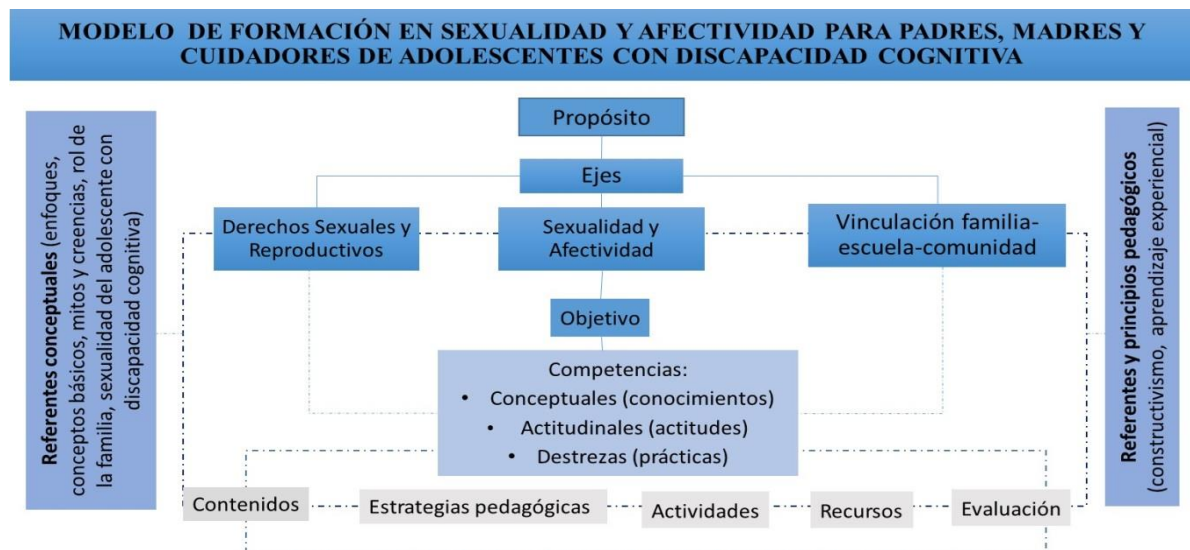 MODELO DE FORMACIÓN EN SEXUALIDAD Y AFECTIVIDAD PARA PADRES, MADRES Y
CUIDADORES DE ADOLESCENTES CON DISCAPACIDAD COGNITIVA
Referentes conceptuales (enfoques,
conceptos básicos, mitos y creencias, rol de
la familia, sexualidad del adolescente con
discapacidad cognitiva)
Propósito
Ejes
Derechos Sexuales y
Reproductivos
Sexualidad y
Afectividad
Vinculación familia-
escuela-comunidad
Objetivo
Competencias:
• Conceptuales (conocimientos)
• Actitudinales (actitudes)
• Destrezas (prácticas)
Contenidos
Estrategias pedagógicas
Actividades
Recursos
Evaluación
Referentes y principios pedagógicos
(constructivismo, aprendizaje experiencial)